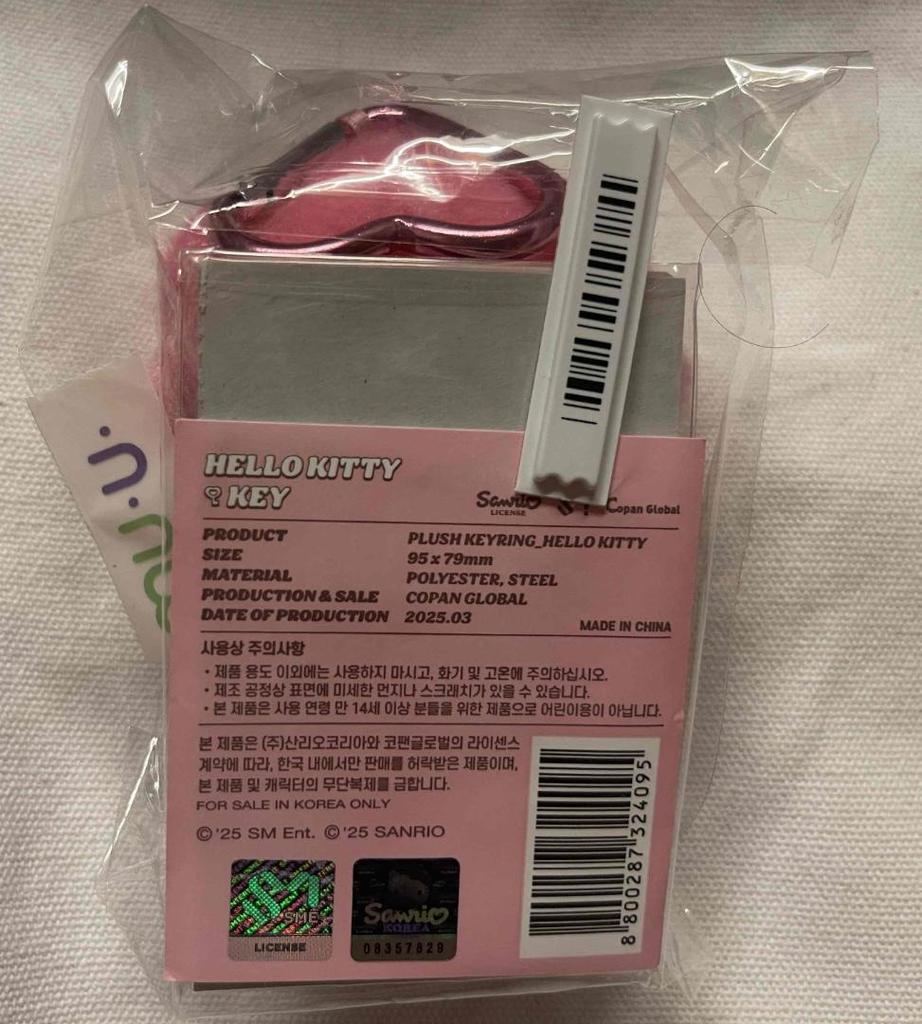 HELLO KITTY
KEY
Sanrio
LICENSE
Copan Global
PRODUCT PLUSH KEYRING_HELLO KITTY
SIZE 95 x 79mm
MATERIAL POLYESTER, STEEL
PRODUCTION & SALE COPAN GLOBAL
DATE OF PRODUCTION 2025.03
MADE IN CHINA
사용상 주의사항
• 제품 용도 이외에는 사용하지 마시고, 화기 및 고온에 주의하십시오.
• 제조 공정상 표면에 미세한 먼지나 스크래치가 있을 수 있습니다.
• 본 제품은 사용 연령 만 14세 이상 분들을 위한 제품으로 어린이용이 아닙니다.
본 제품은 (주)산리오코리아와 코팬글로벌의 라이센스
계약에 따라, 한국 내에서만 판매를 허락받은 제품이며,
본 제품 및 캐릭터의 무단복제를 금합니다.
FOR SALE IN KOREA ONLY
© '25 SM Ent. © '25 SANRIO
SME
LICENSE
Sanrio
KOREA
08357829
8 800287 324095